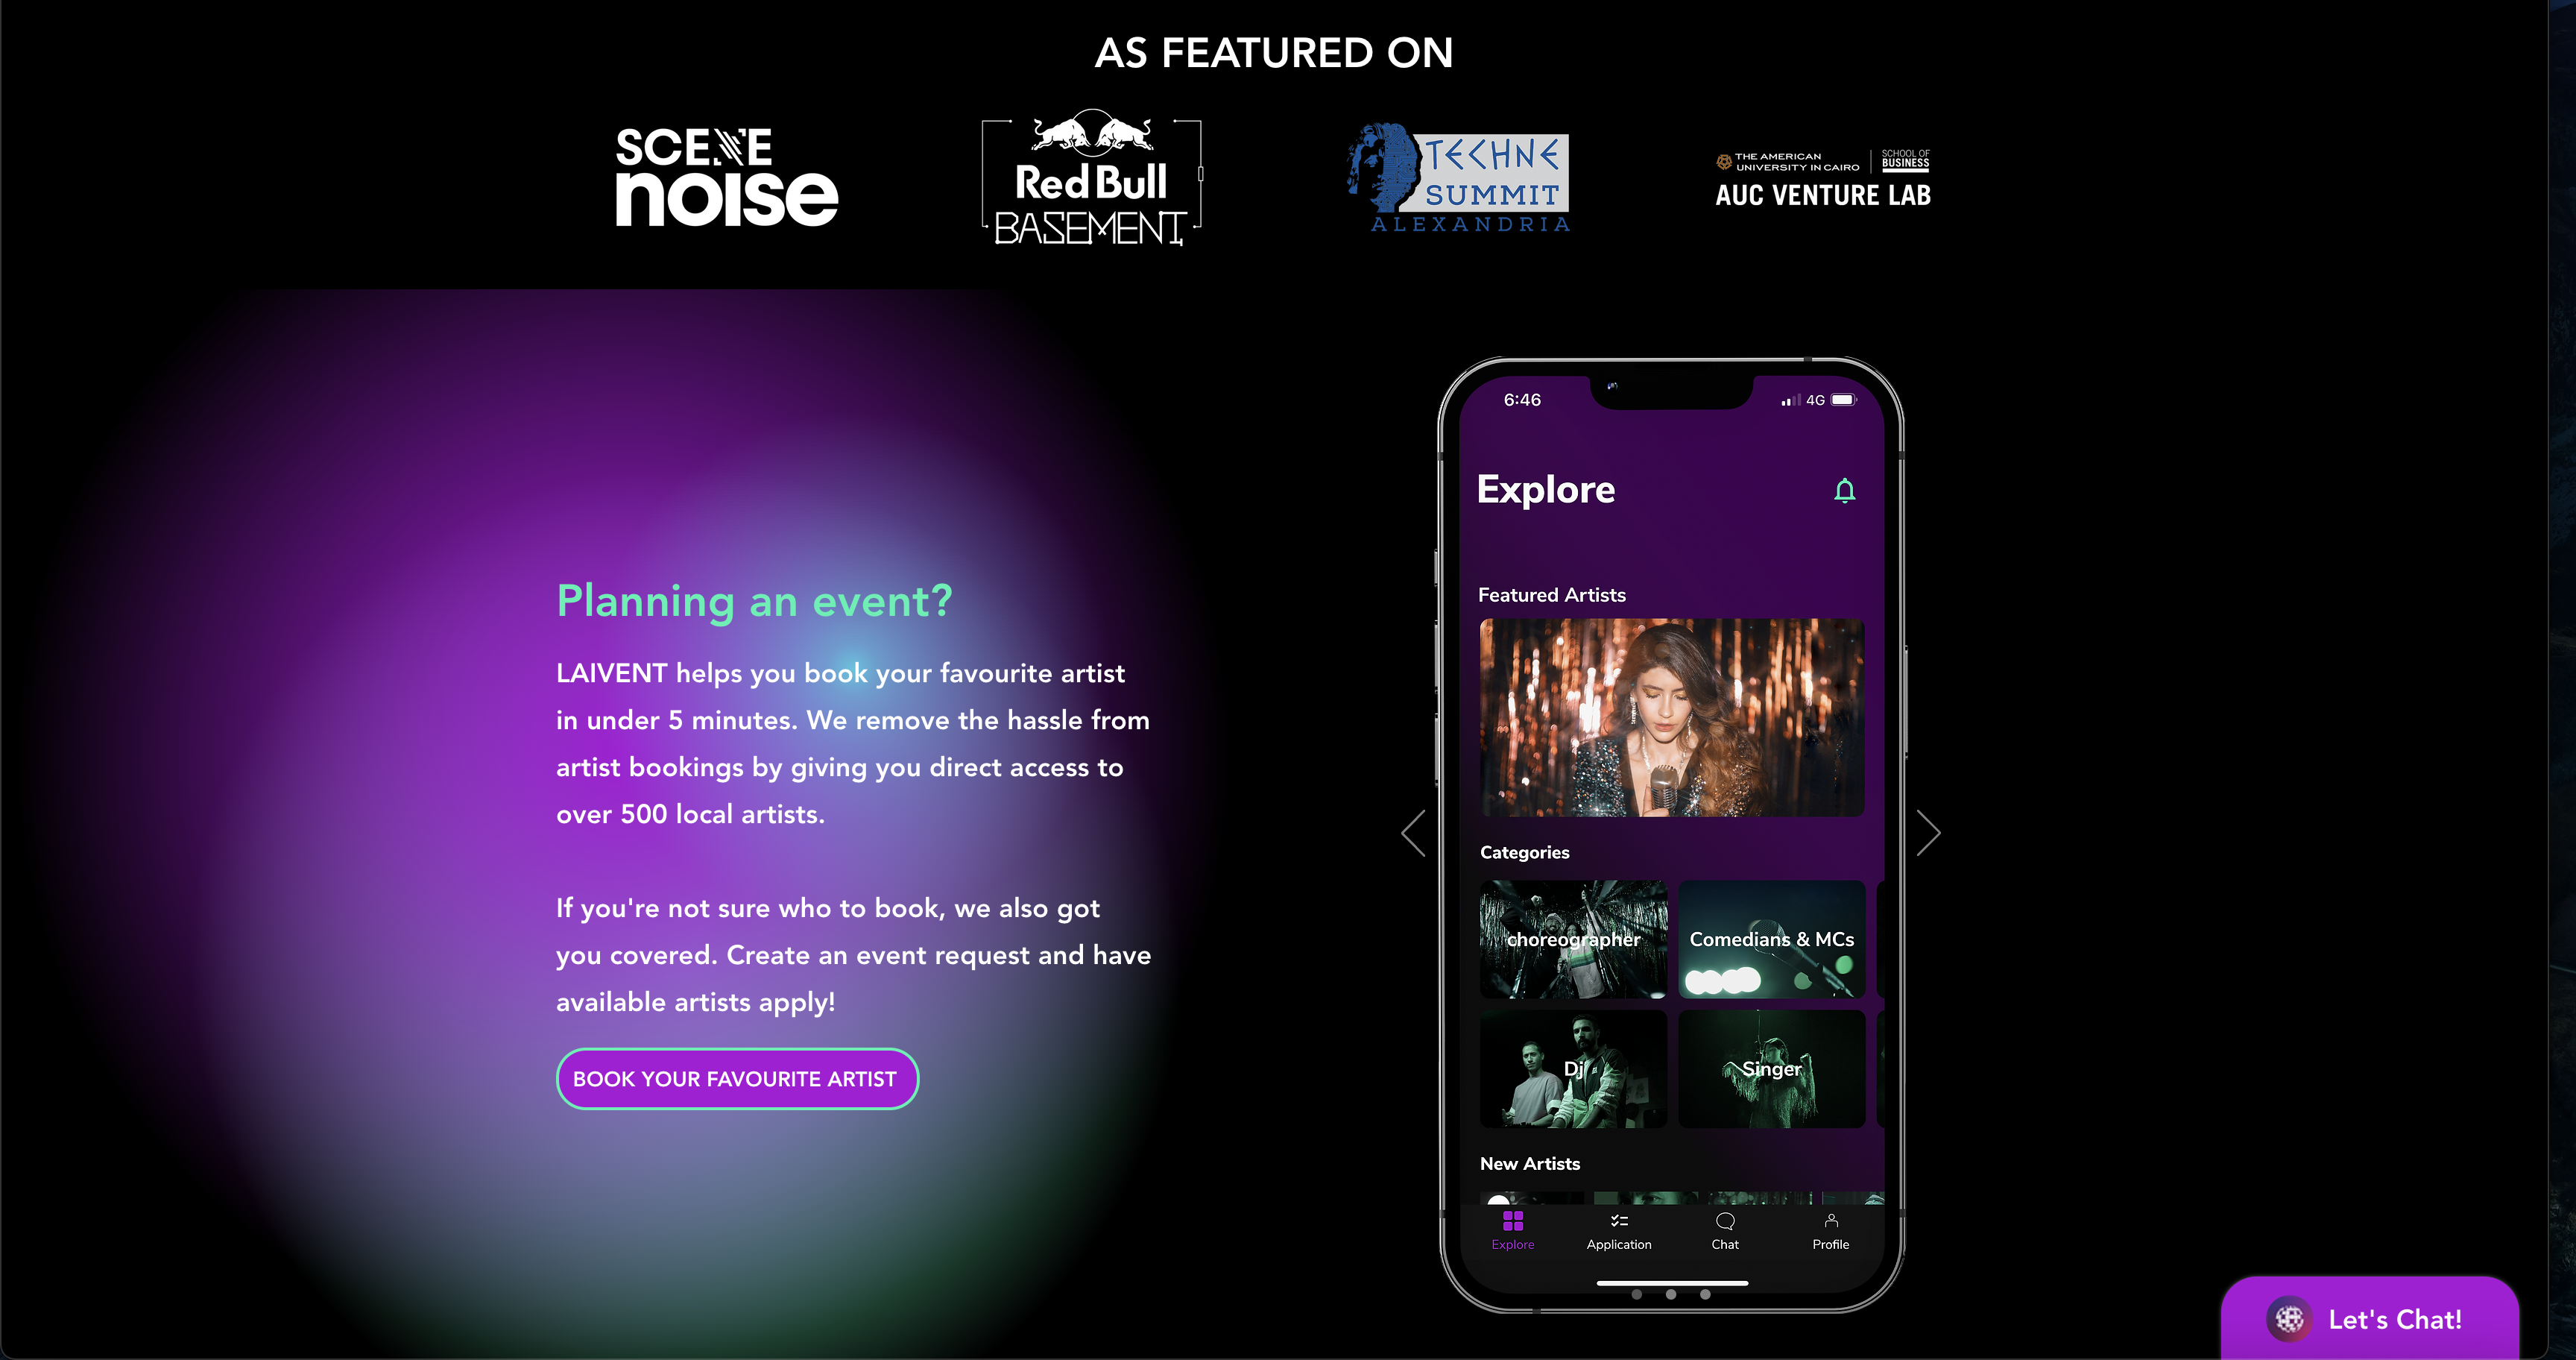 AS FEATURED ON
SCENE
noise
Red Bull
BASEMENT
TECHNE
SUMMIT
ALEXANDRIA
THE AMERICAN
UNIVERSITY IN CAIRO
SCHOOL OF
BUSINESS
AUC VENTURE LAB
Planning an event?
LAIVENT helps you book your favourite artist
in under 5 minutes. We remove the hassle from
artist bookings by giving you direct access to
over 500 local artists.
If you're not sure who to book, we also got
you covered. Create an event request and have
available artists apply!
BOOK YOUR FAVOURITE ARTIST
6:46
4G
Explore
Featured Artists
Categories
choreographer
Comedians & MCs
Dj
Singer
New Artists
Explore
Application
Chat
Profile
Let's Chat!